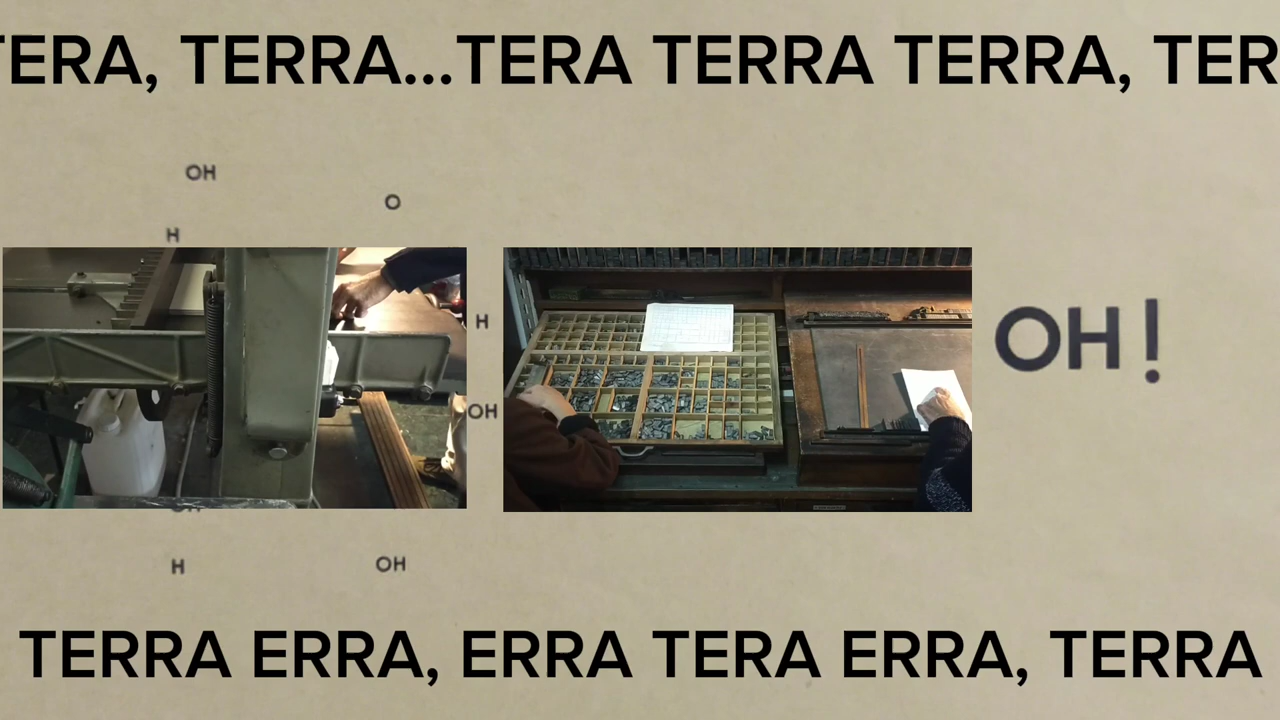 TERA, TERRA...TERA TERRA TERRA, TER
OH
O
H
H
OH !
OH
H
OH
TERRA ERRA, ERRA TERA ERRA, TERRA